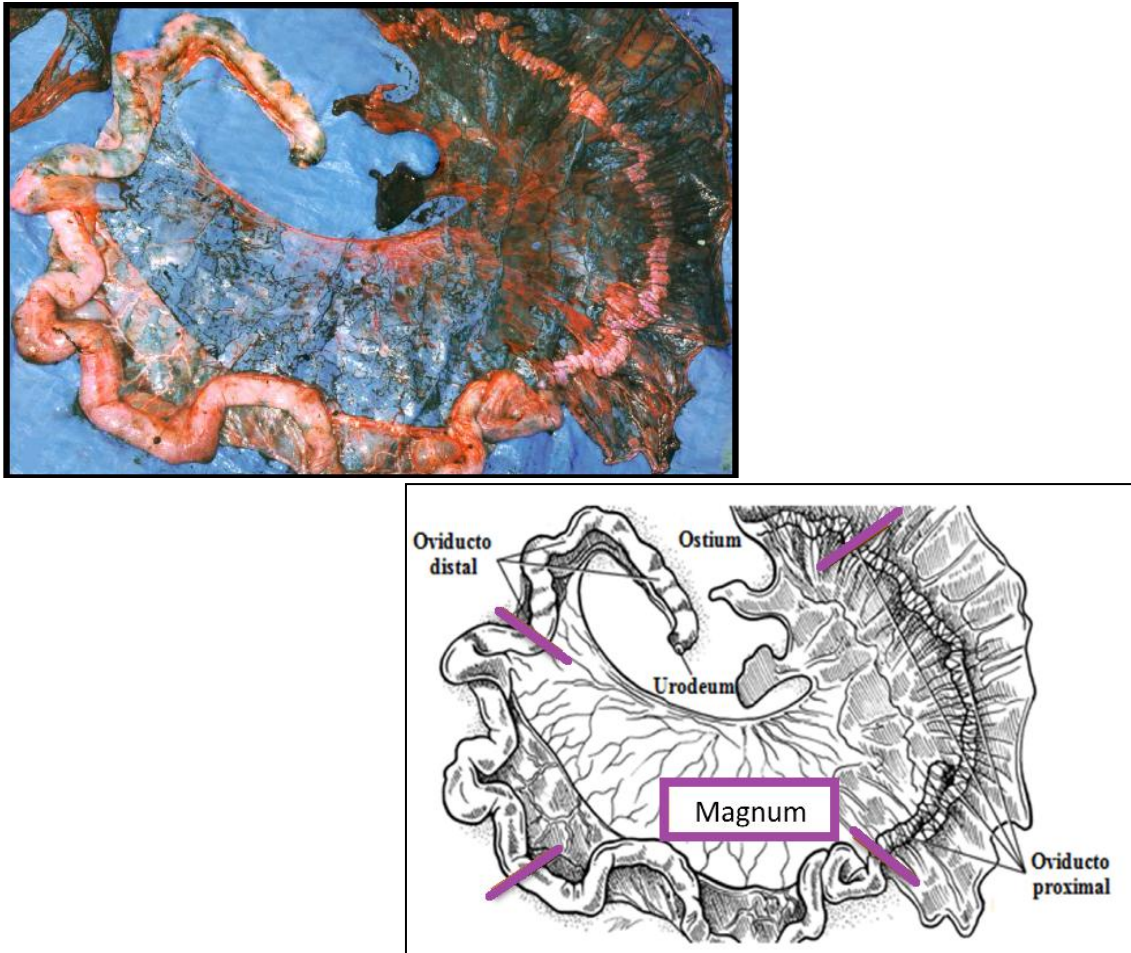 Oviducto
distal
Ostium
Urodeum
Magnum
Oviducto
proximal